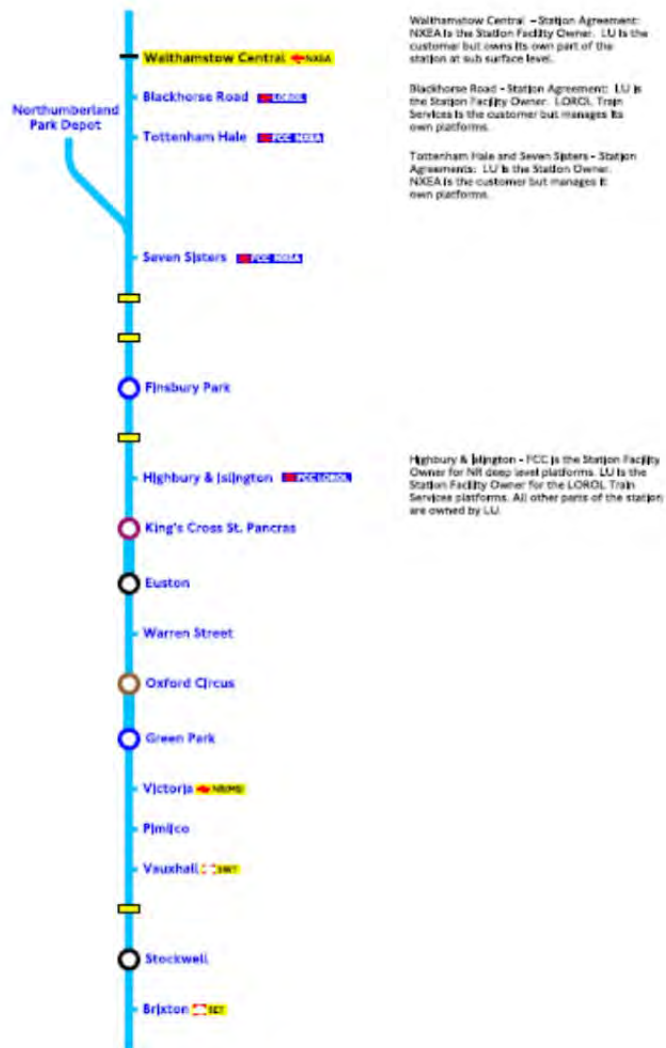 Walthamstow Central NXEA
Blackhorse Road LOROL
Northumberland
Park Depot
Tottenham Hale FCC NXEA
Seven Sisters FCC NXEA
Finsbury Park
Highbury & Islington FCC LOROL
King's Cross St. Pancras
Euston
Warren Street
Oxford Circus
Green Park
Victoria
Pimlico
Vauxhall SWT
Stockwell
Brixton SET
Walthamstow Central - Station Agreement:
NXEA is the Station Facility Owner. LU is the
customer but owns its own part of the
station at sub surface level.
Blackhorse Road - Station Agreement: LU is
the Station Facility Owner. LOROL Train
Services is the customer but manages its
own platforms.
Tottenham Hale and Seven Sisters - Station
Agreements: LU is the Station Owner.
NXEA is the customer but manages it
own platforms.
Highbury & Islington - FCC is the Station Facility
Owner for NR deep level platforms. LU is the
Station Facility Owner for the LOROL Train
Services platforms. All other parts of the station
are owned by LU.